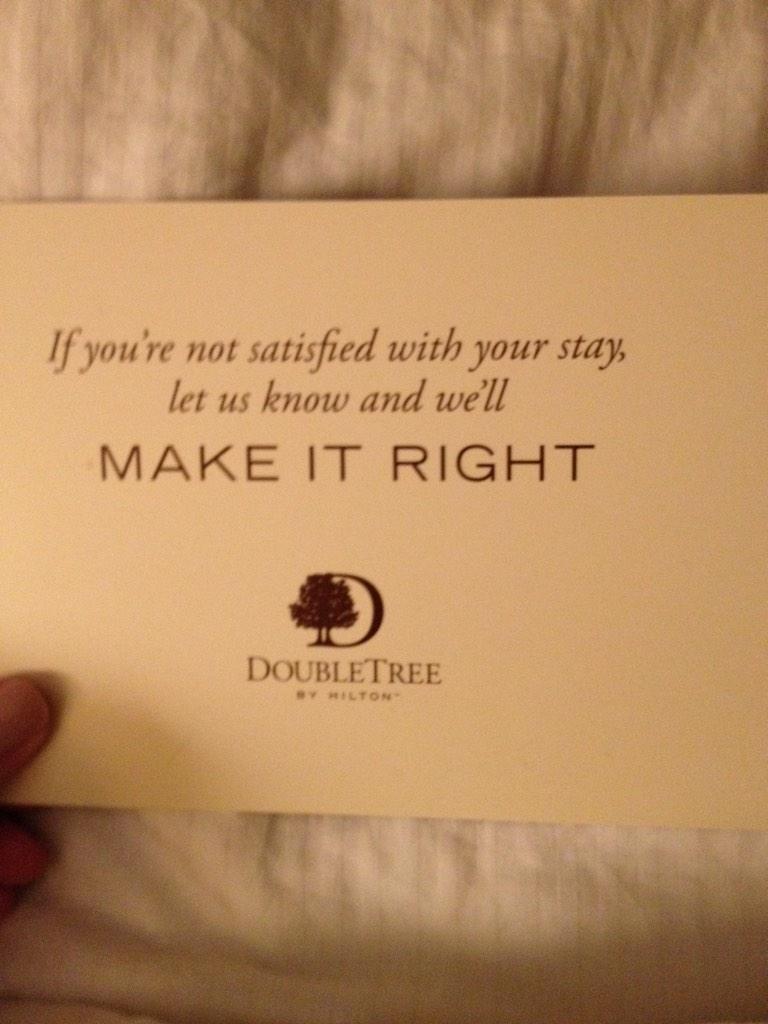 If you're not satisfied with your stay,
let us know and we'll
MAKE IT RIGHT
D
DOUBLETREE
BY HILTON™